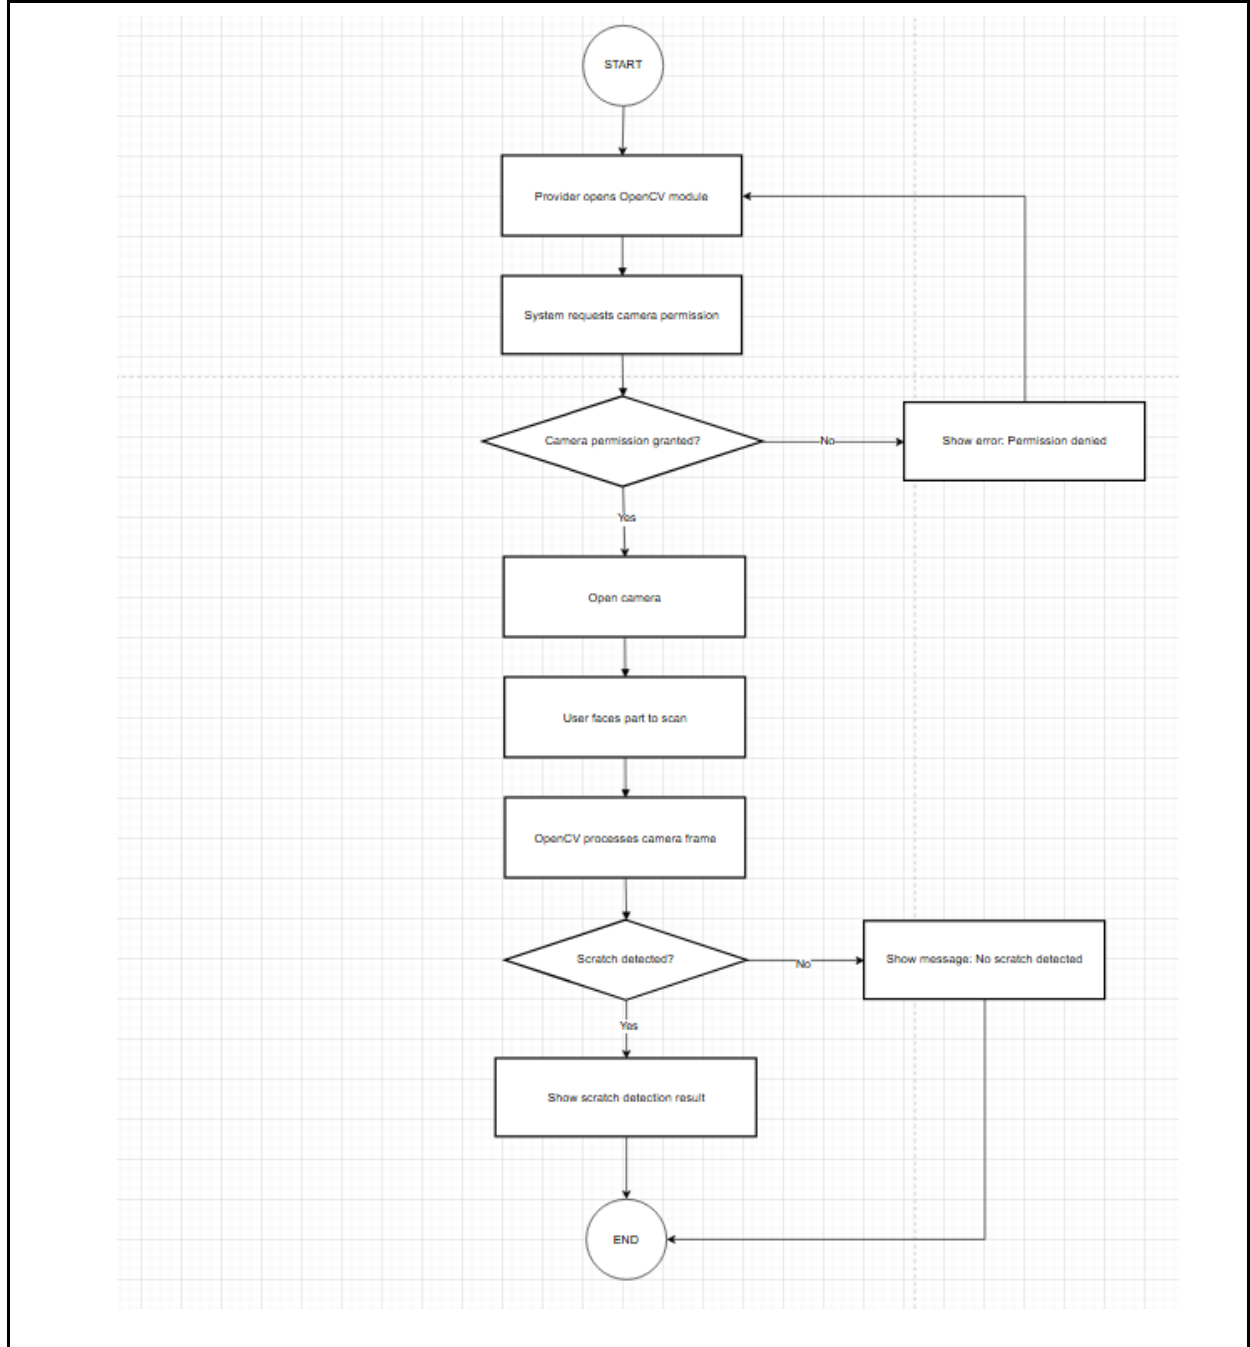 START
Provider opens OpenCV module
System requests camera permission
Camera permission granted?
No
Show error: Permission denied
Yes
Open camera
User faces part to scan
OpenCV processes camera frame
Scratch detected?
No
Show message: No scratch detected
Yes
Show scratch detection result
END